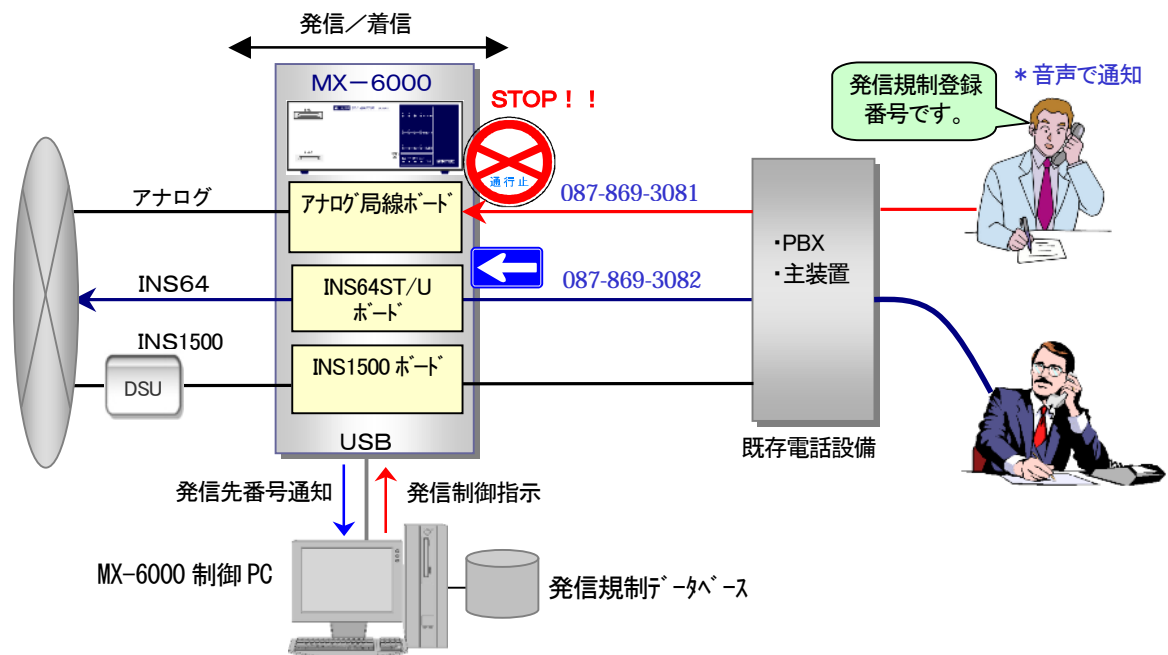 発信／着信
MX－6000
STOP！！
通行止
＊音声で通知
発信規制登録
番号です。
アナログ
ｱﾅﾛｸﾞ局線ﾎﾞｰﾄﾞ
087-869-3081
・PBX
・主装置
INS64
INS64ST/U
ﾎﾞｰﾄﾞ
087-869-3082
INS1500
DSU
INS1500 ﾎﾞｰﾄﾞ
USB
既存電話設備
発信先番号通知
発信制御指示
MX-6000 制御 PC
発信規制ﾃﾞｰﾀﾍﾞｰｽ